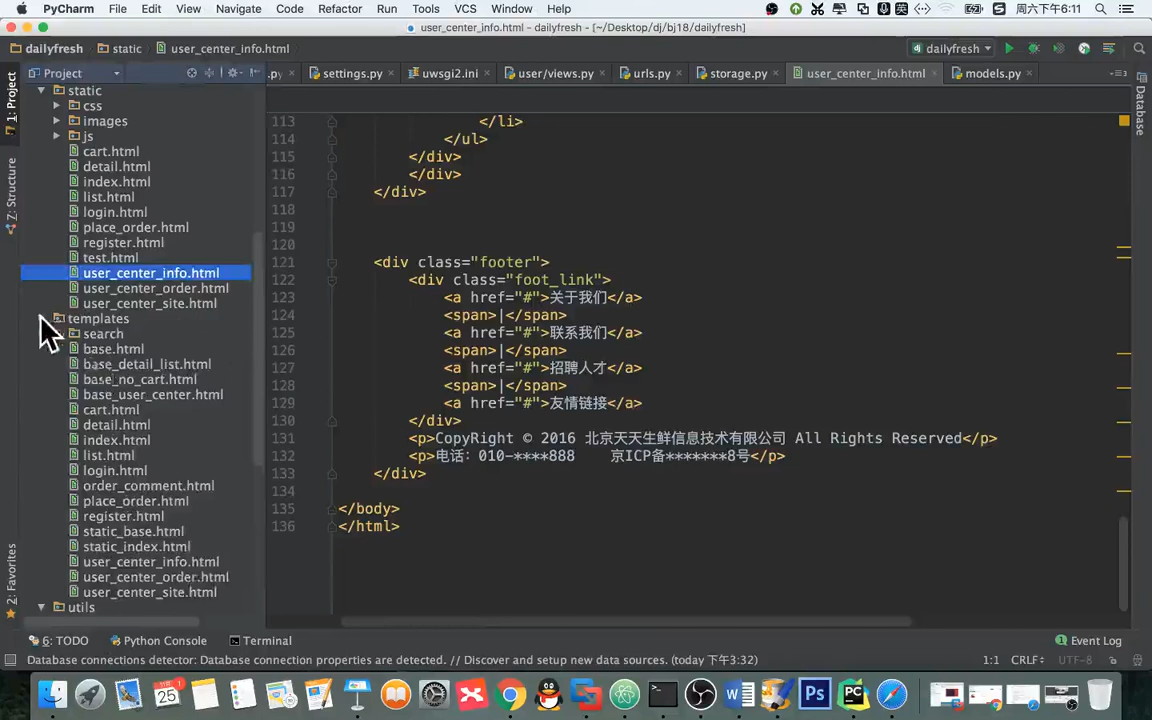 PyCharm File Edit View Navigate Code Refactor Run Tools VCS Window Help 英 周六下午6:11
user_center_info.html - dailyfresh - [~/Desktop/dj/bj18/dailyfresh]
dailyfresh static user_center_info.html dailyfresh
Project .py settings.py uwsgi2.ini user/views.py urls.py storage.py user_center_info.html models.py
1: Project
Z: Structure
2: Favorites
Database
static
css
images
js
cart.html
detail.html
index.html
list.html
login.html
place_order.html
register.html
test.html
user_center_info.html
user_center_order.html
user_center_site.html
templates
search
base.html
base_detail_list.html
base_no_cart.html
base_user_center.html
cart.html
detail.html
index.html
list.html
login.html
order_comment.html
place_order.html
register.html
static_base.html
static_index.html
user_center_info.html
user_center_order.html
user_center_site.html
utils
113 </li>
114 </ul>
115 </div>
116 </div>
117 </div>
118
119
120
121 <div class="footer">
122 <div class="foot_link">
123 <a href="#">关于我们</a>
124 <span>|</span>
125 <a href="#">联系我们</a>
126 <span>|</span>
127 <a href="#">招聘人才</a>
128 <span>|</span>
129 <a href="#">友情链接</a>
130 </div>
131 <p>CopyRight © 2016 北京天天生鲜信息技术有限公司 All Rights Reserved</p>
132 <p>电话：010-****888 京ICP备*******8号</p>
133 </div>
134
135 </body>
136 </html>
6: TODO Python Console Terminal 1 Event Log
Database connections detector: Database connection properties are detected. // Discover and setup new data sources. (today 下午3:32) 1:1 CRLF÷ UTF-8
25
W Ps PC